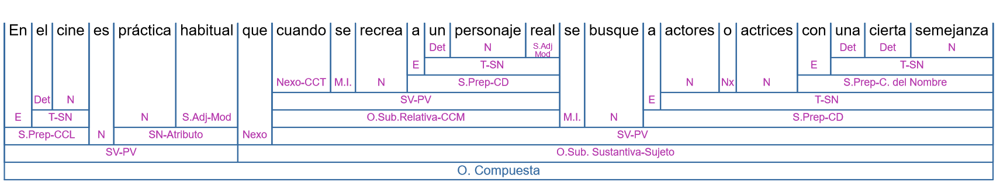 En el cine es práctica habitual que cuando se recrea a un personaje real se busque a actores o actrices con una cierta semejanza
Det N S.Adj Det Det N
Mod
E T-SN E T-SN
Nexo-CCT M.I. N S.Prep-CD N Nx N S.Prep-C. del Nombre
Det N SV-PV E T-SN
E T-SN N S.Adj-Mod O.Sub.Relativa-CCM M.I. N S.Prep-CD
S.Prep-CCL N SN-Atributo Nexo SV-PV
SV-PV O.Sub. Sustantiva-Sujeto
O. Compuesta